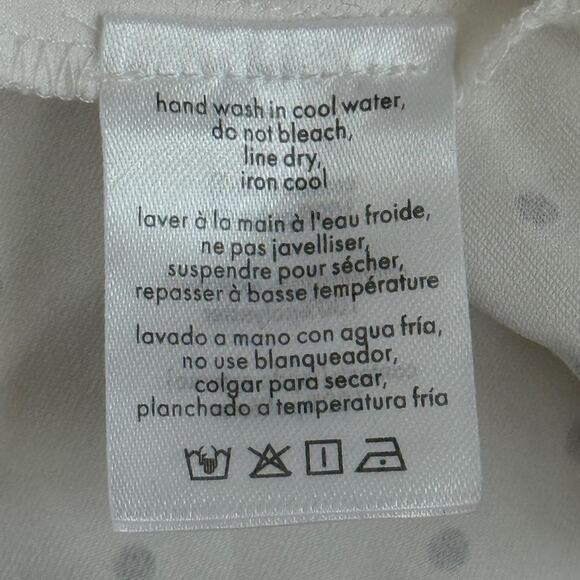 hand wash in cool water,
do not bleach,
line dry,
iron cool
laver à la main à l'eau froide,
ne pas javelliser,
suspendre pour sécher,
repasser à basse température
lavado a mano con agua fría,
no use blanqueador,
colgar para secar,
planchado a temperatura fría